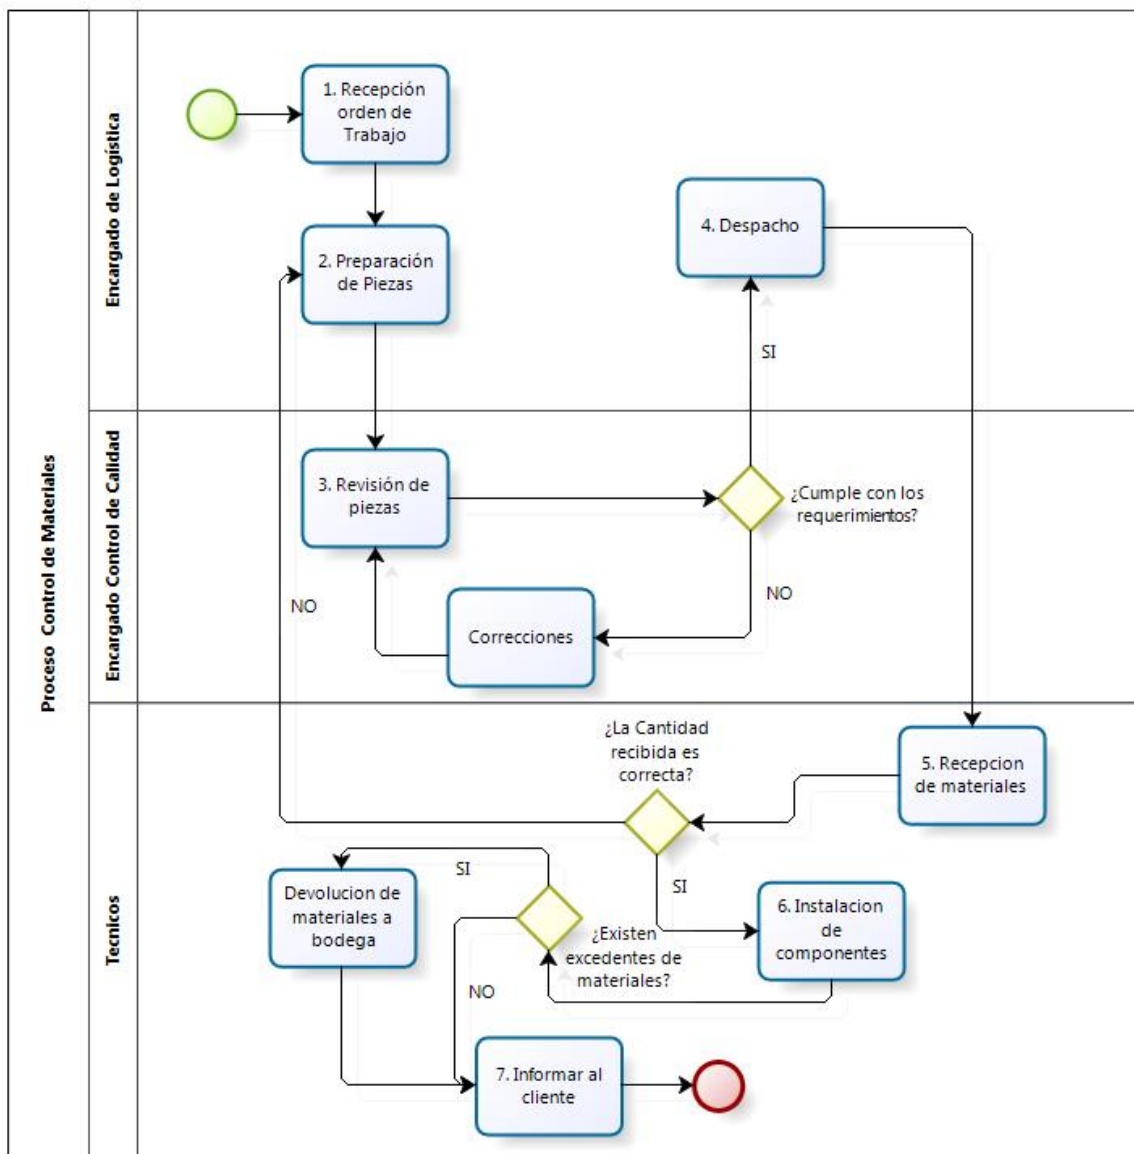 Proceso Control de Materiales
Encargado de Logística
1. Recepción
orden de
Trabajo
2. Preparación
de Piezas
4. Despacho
SI
Encargado Control de Calidad
3. Revisión de
piezas
¿Cumple con los
requerimientos?
NO
NO
Correcciones
Tecnicos
¿La Cantidad
recibida es
correcta?
5. Recepcion
de materiales
SI
SI
Devolucion de
materiales a
bodega
6. Instalacion
de
componentes
¿Existen
excedentes de
materiales?
NO
7. Informar al
cliente